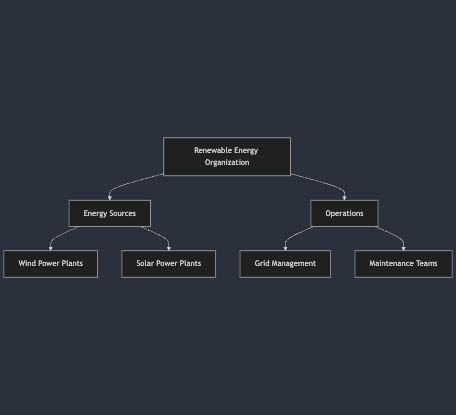 Renewable Energy
Organization
Energy Sources
Operations
Wind Power Plants
Solar Power Plants
Grid Management
Maintenance Teams